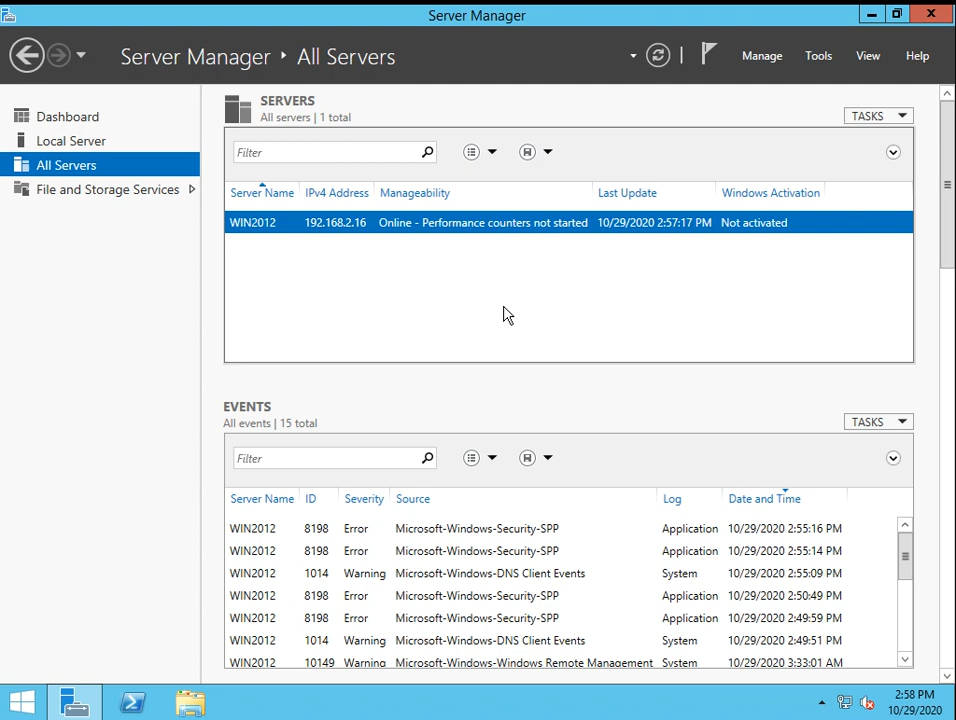 Server Manager
Server Manager ‣ All Servers
Manage Tools View Help
Dashboard
Local Server
All Servers
File and Storage Services
SERVERS
All servers | 1 total
TASKS
Filter
Server Name IPv4 Address Manageability Last Update Windows Activation
WIN2012 192.168.2.16 Online - Performance counters not started 10/29/2020 2:57:17 PM Not activated
EVENTS
All events | 15 total
TASKS
Filter
Server Name ID Severity Source Log Date and Time
WIN2012 8198 Error Microsoft-Windows-Security-SPP Application 10/29/2020 2:55:16 PM
WIN2012 8198 Error Microsoft-Windows-Security-SPP Application 10/29/2020 2:55:14 PM
WIN2012 1014 Warning Microsoft-Windows-DNS Client Events System 10/29/2020 2:55:09 PM
WIN2012 8198 Error Microsoft-Windows-Security-SPP Application 10/29/2020 2:50:49 PM
WIN2012 8198 Error Microsoft-Windows-Security-SPP Application 10/29/2020 2:49:59 PM
WIN2012 1014 Warning Microsoft-Windows-DNS Client Events System 10/29/2020 2:49:51 PM
WIN2012 10149 Warning Microsoft-Windows-Windows Remote Management System 10/29/2020 3:33:01 AM
2:58 PM
10/29/2020